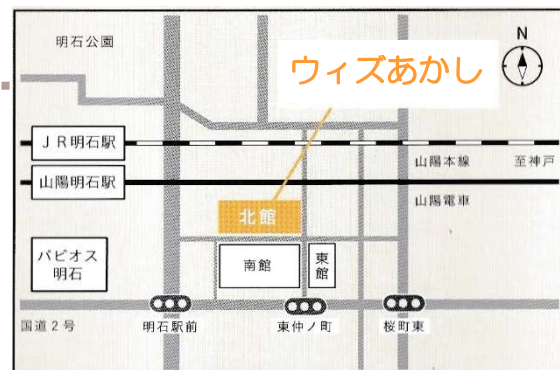 明石公園
ウィズあかし
N
JR明石駅
山陽本線
至神戸
山陽明石駅
山陽電車
北館
パピオス
明石
南館
東館
国道2号
明石駅前
東仲ノ町
桜町東